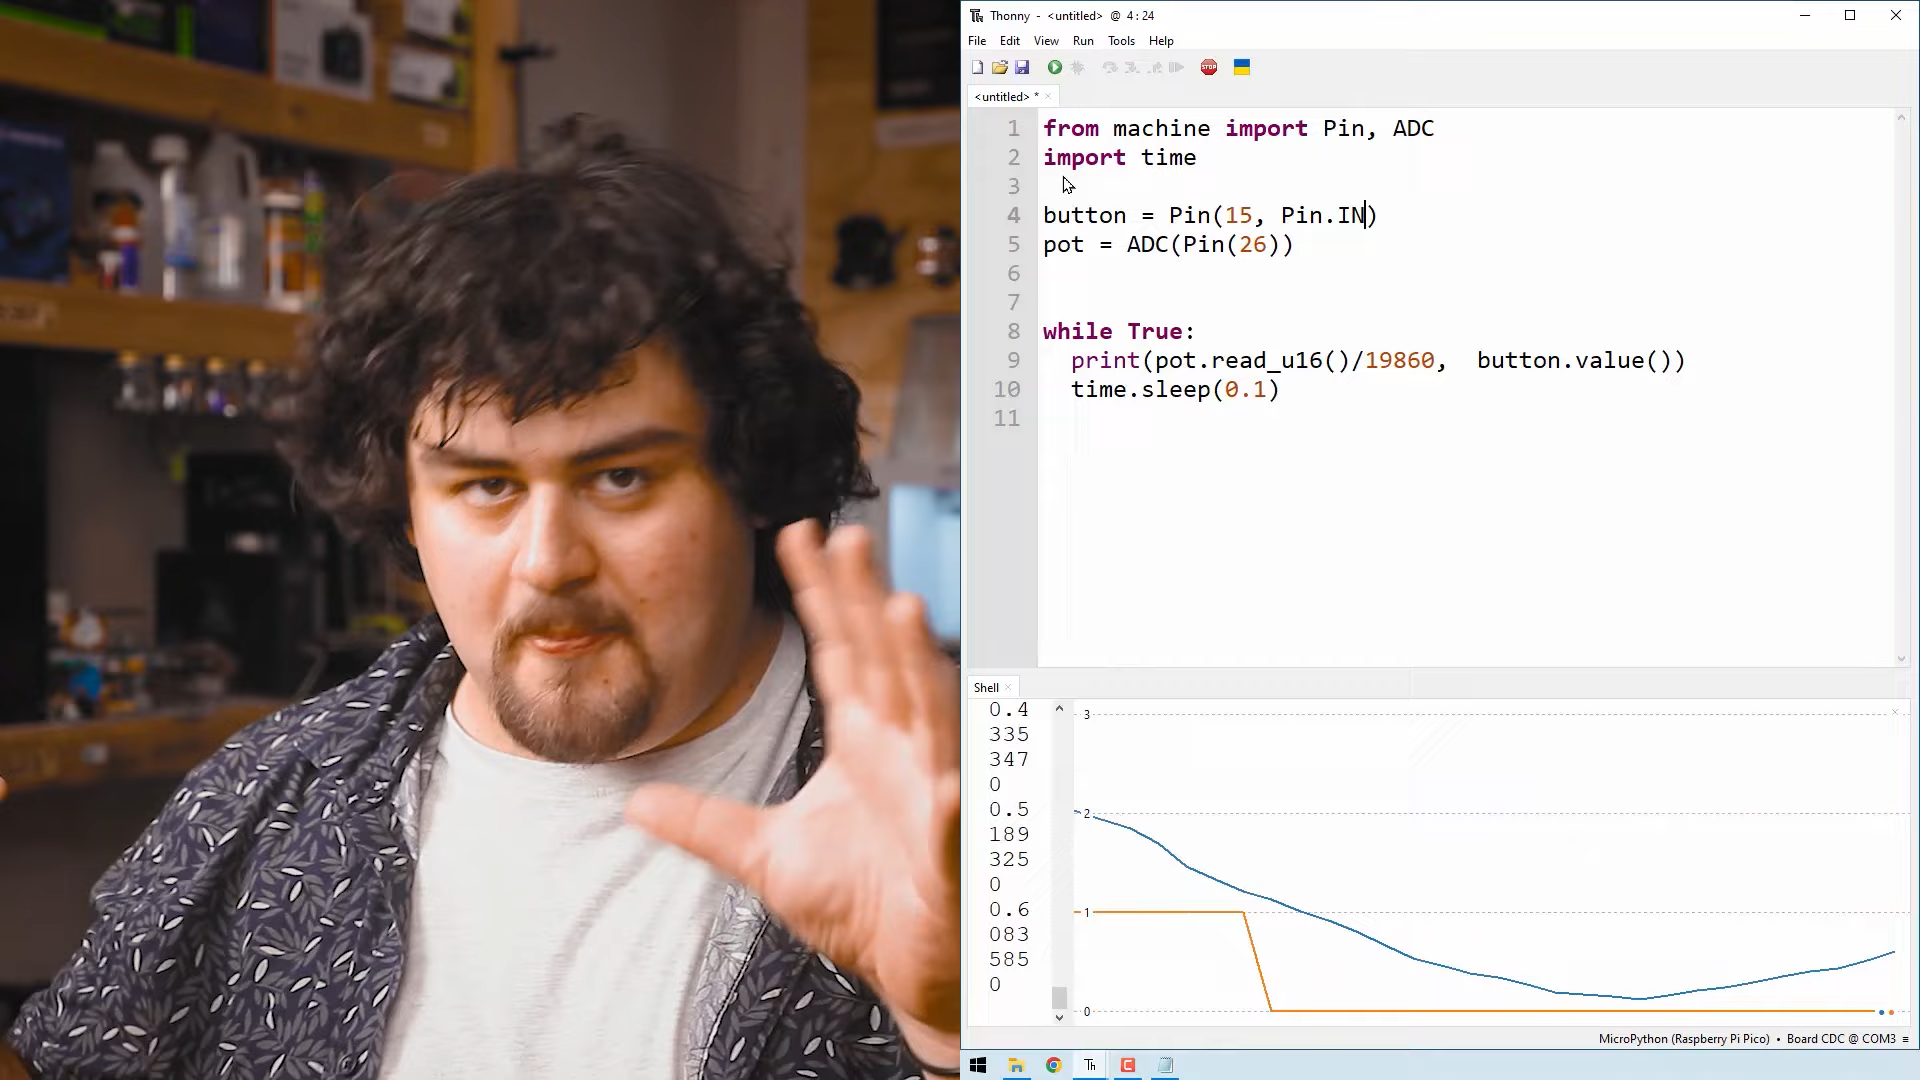 Thonny - <untitled> @ 4:24
File Edit View Run Tools Help
STOP
<untitled> *
1 from machine import Pin, ADC
2 import time
3
4 button = Pin(15, Pin.IN)
5 pot = ADC(Pin(26))
6
7
8 while True:
9 print(pot.read_u16()/19860, button.value())
10 time.sleep(0.1)
11
Shell
0.4
335
347
0
0.5
189
325
0
0.6
083
585
0
3
2
1
0
MicroPython (Raspberry Pi Pico) • Board CDC @ COM3 ≡
Th